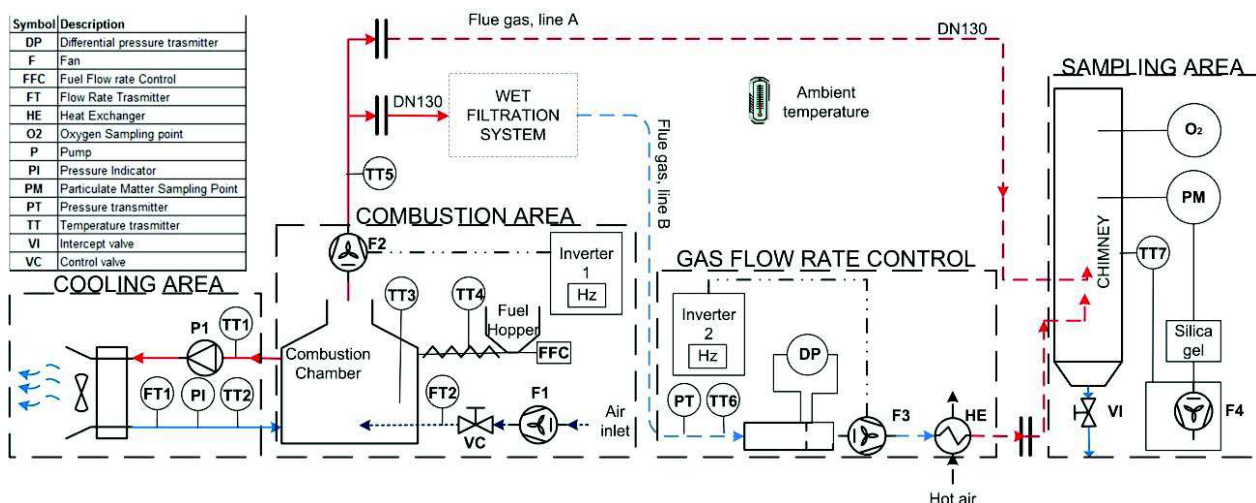 Symbol Description
DP Differential pressure trasmitter
F Fan
FFC Fuel Flow rate Control
FT Flow Rate Trasmitter
HE Heat Exchanger
O2 Oxygen Sampling point
P Pump
PI Pressure Indicator
PM Particulate Matter Sampling Point
PT Pressure transmitter
TT Temperature trasmitter
VI Intercept valve
VC Control valve
Flue gas, line A
DN130
DN130
WET
FILTRATION
SYSTEM
Ambient
temperature
Flue gas, line B
TT5
COMBUSTION AREA
F2
Inverter
1
Hz
TT3
TT4
Fuel
Hopper
FFC
Combustion
Chamber
FT2
VC
F1
Air
inlet
COOLING AREA
P1
TT1
FT1
PI
TT2
GAS FLOW RATE CONTROL
Inverter
2
Hz
DP
PT
TT6
F3
HE
Hot air
SAMPLING AREA
CHIMNEY
O2
PM
TT7
Silica
gel
VI
F4